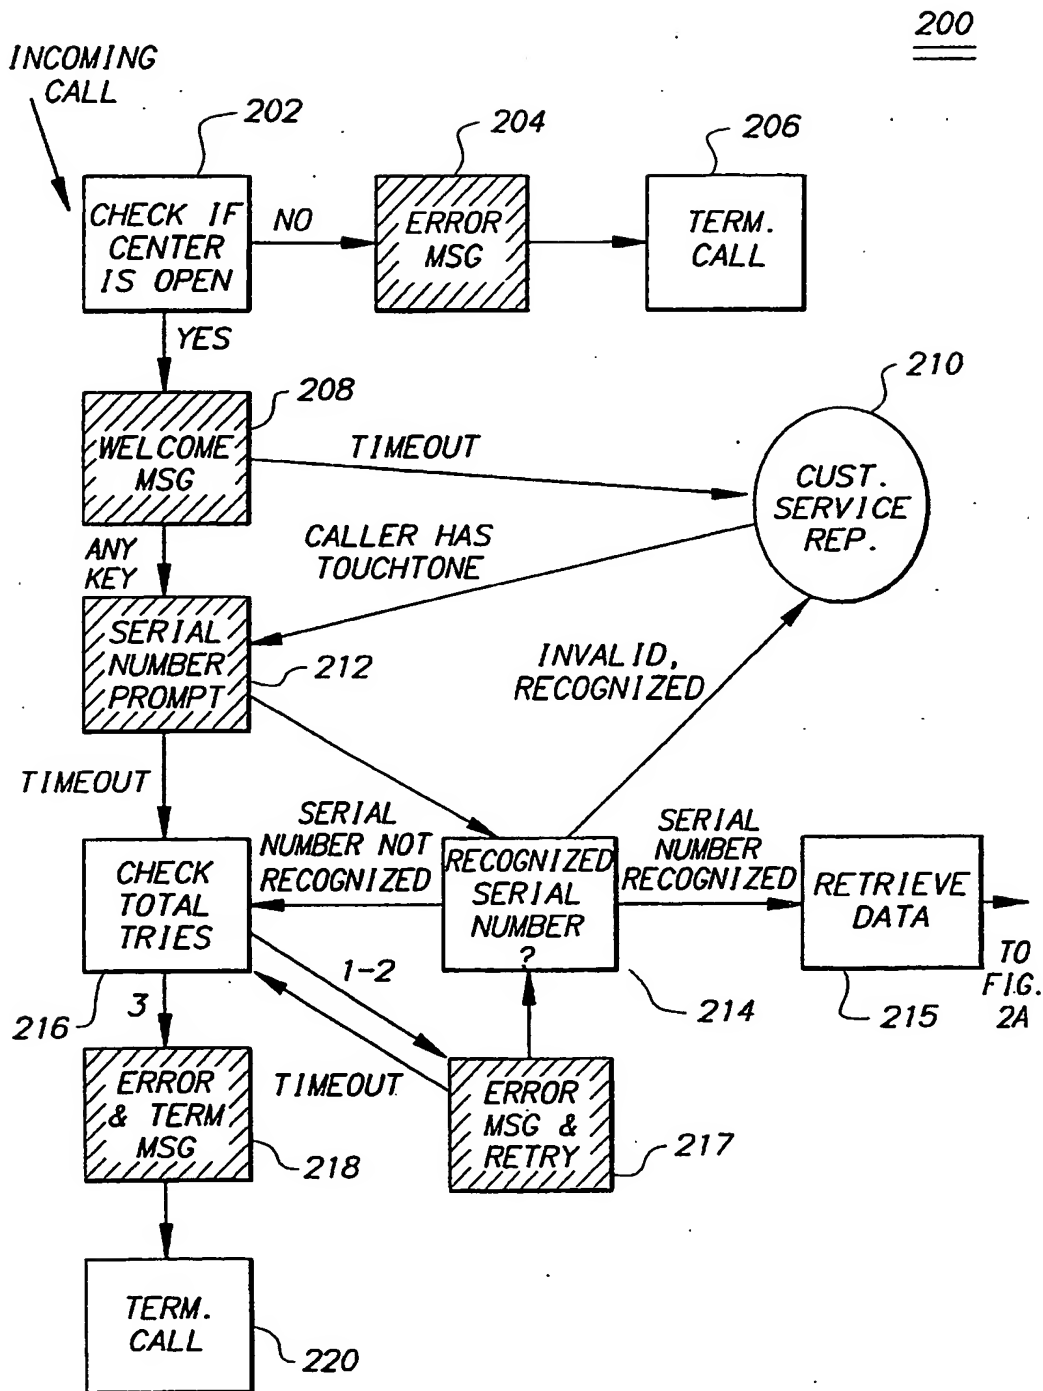 200
INCOMING
CALL
202
204
206
CHECK IF
CENTER
IS OPEN
NO
ERROR
MSG
TERM.
CALL
YES
208
210
WELCOME
MSG
TIMEOUT
CUST.
SERVICE
REP.
ANY
KEY
CALLER HAS
TOUCHTONE
SERIAL
NUMBER
PROMPT
212
INVALID,
RECOGNIZED
TIMEOUT
CHECK
TOTAL
TRIES
SERIAL
NUMBER NOT
RECOGNIZED
RECOGNIZED
SERIAL
NUMBER
?
SERIAL
NUMBER
RECOGNIZED
RETRIEVE
DATA
TO
FIG.
2A
216
3
1-2
214
215
ERROR
& TERM
MSG
218
TIMEOUT
ERROR
MSG &
RETRY
217
TERM.
CALL
220